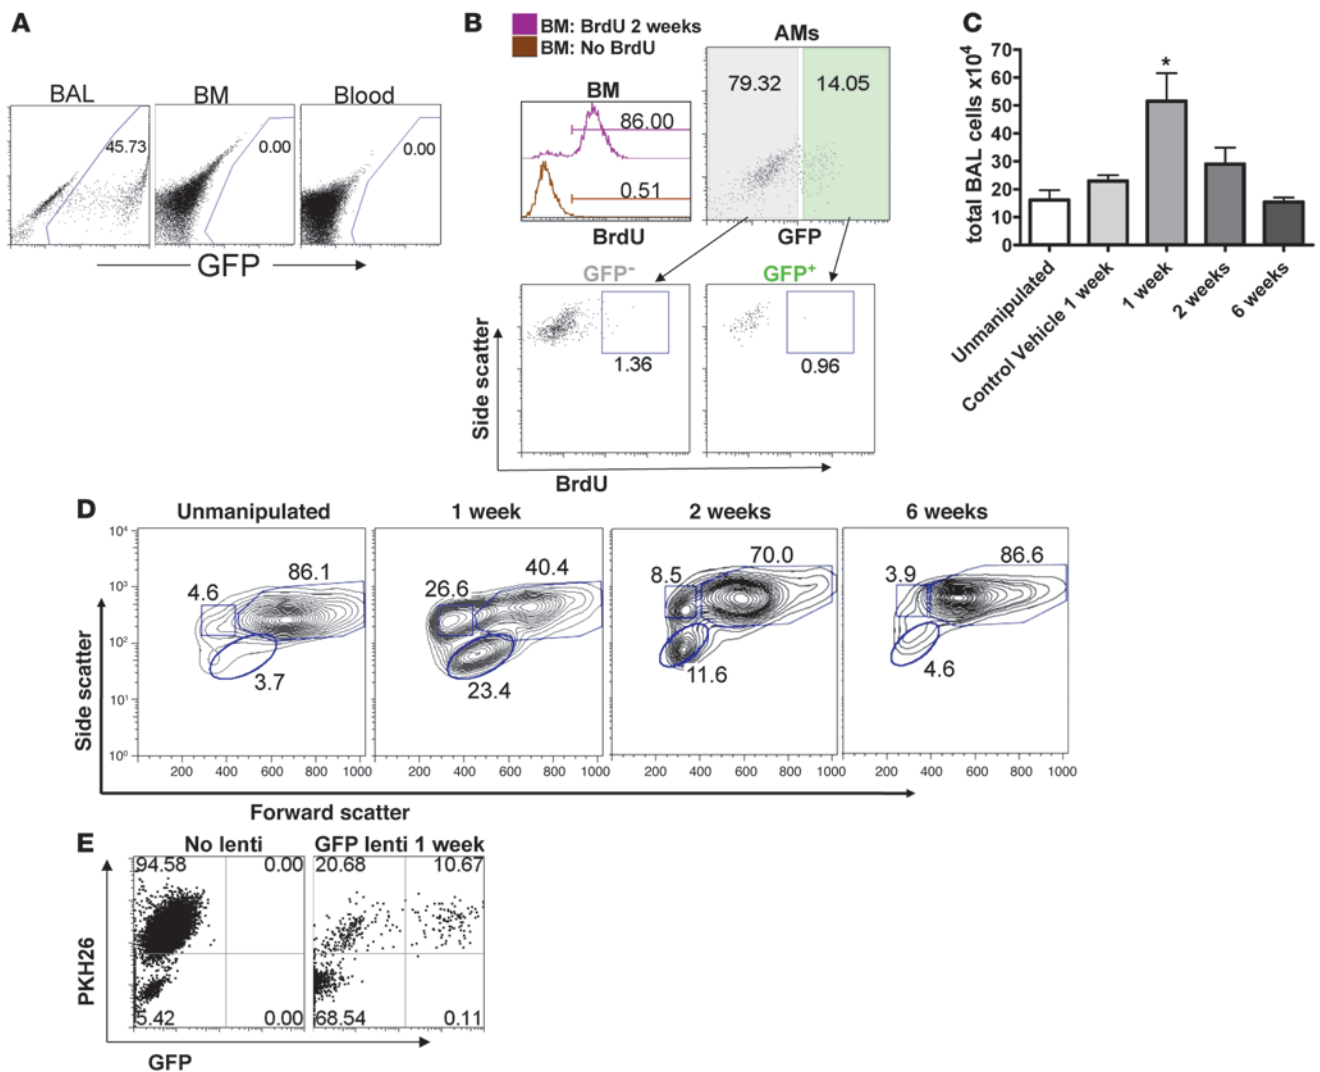 A
BAL
BM
Blood
45.73
0.00
0.00
GFP
B
BM: BrdU 2 weeks
BM: No BrdU
BM
86.00
0.51
BrdU
AMs
79.32
14.05
GFP
GFP-
GFP+
1.36
0.96
Side scatter
BrdU
C
total BAL cells x10⁴
70
60
50
40
30
20
10
0
*
Unmanipulated
Control Vehicle 1 week
1 week
2 weeks
6 weeks
D
Unmanipulated
1 week
2 weeks
6 weeks
Side scatter
10⁴
10³
10²
10¹
10⁰
4.6
86.1
3.7
26.6
40.4
23.4
8.5
70.0
11.6
3.9
86.6
4.6
200 400 600 800 1000
200 400 600 800 1000
200 400 600 800 1000
200 400 600 800 1000
Forward scatter
E
No lenti
GFP lenti 1 week
94.58 0.00
20.68 10.67
PKH26
5.42 0.00
68.54 0.11
GFP